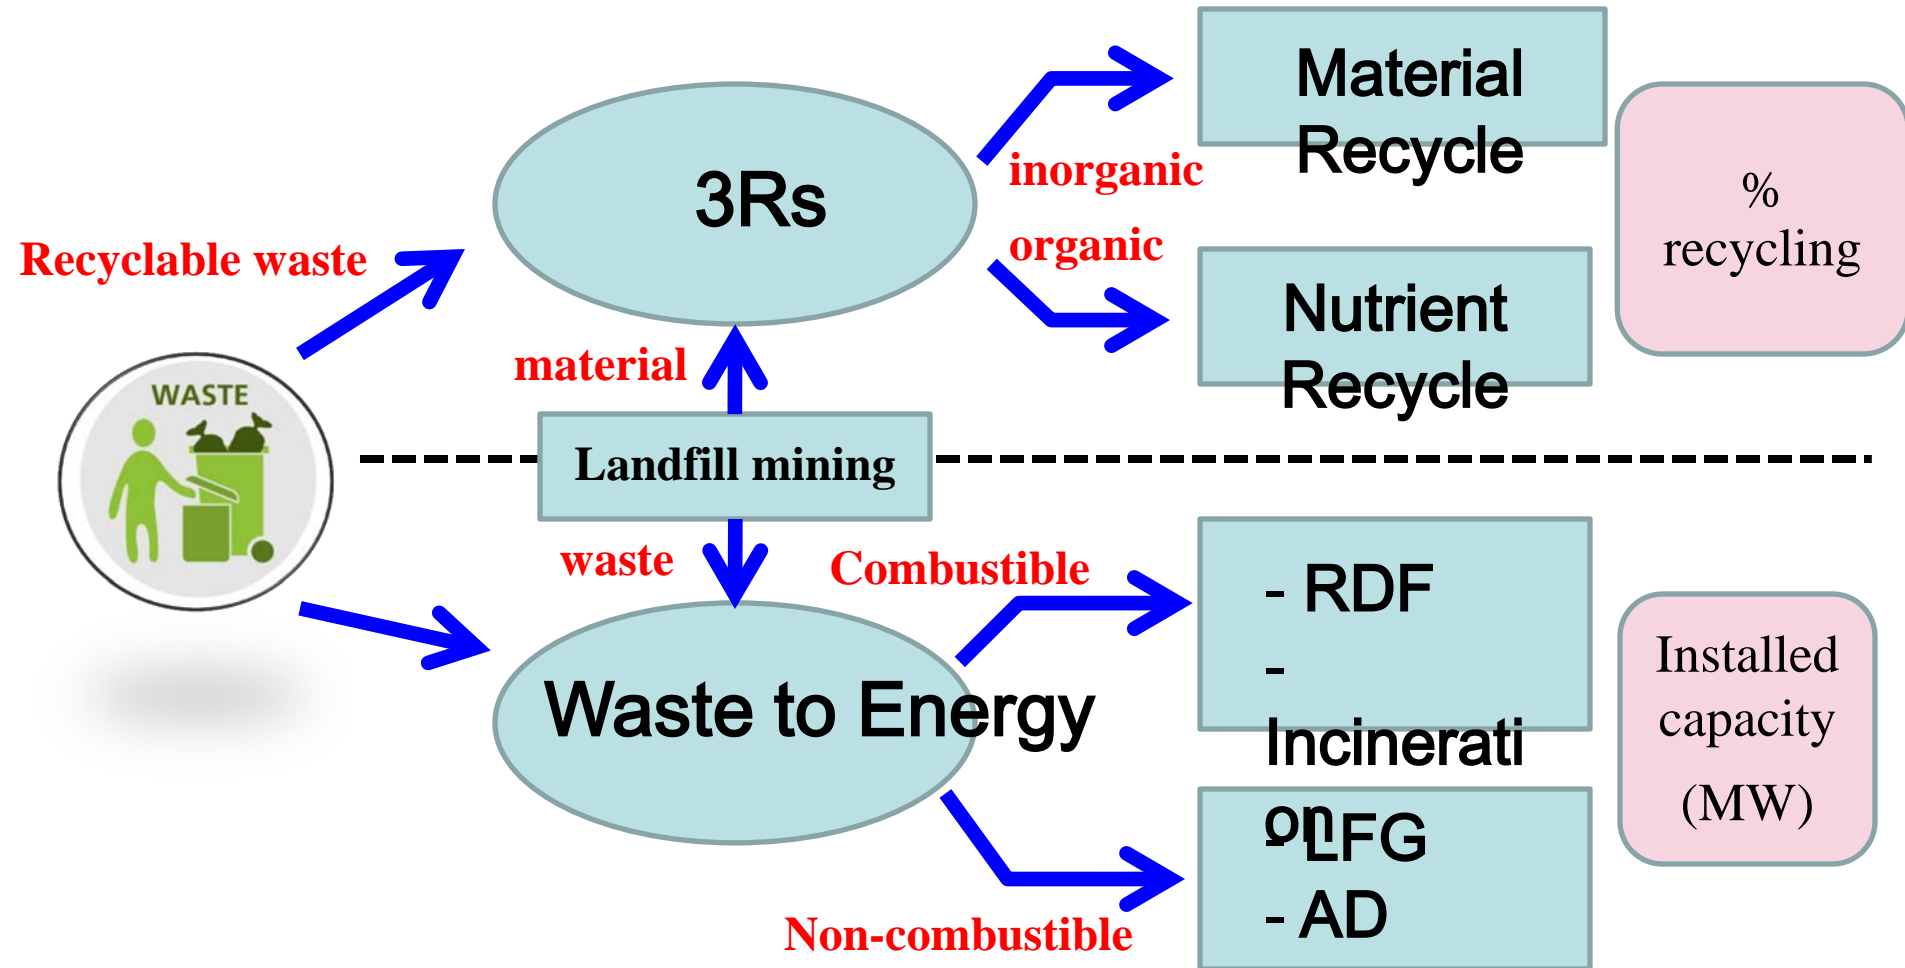 Material
Recycle
3Rs
inorganic
organic
%
recycling
Recyclable waste
Nutrient
Recycle
material
WASTE
Landfill mining
waste
Combustible
- RDF
-
Incinerati
on
Waste to Energy
Installed
capacity
(MW)
- LFG
- AD
Non-combustible